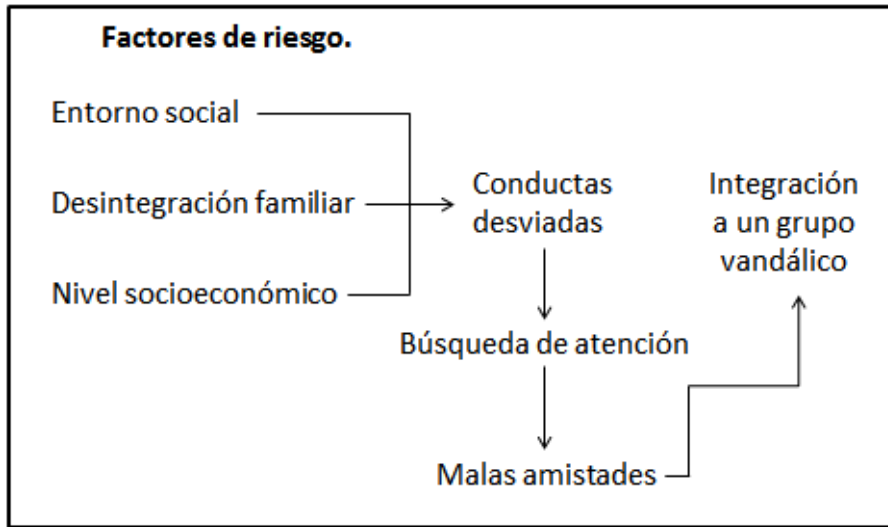 Factores de riesgo.
Entorno social
Desintegración familiar
Nivel socioeconómico
Conductas
desviadas
Búsqueda de atención
Malas amistades
Integración
a un grupo
vandálico